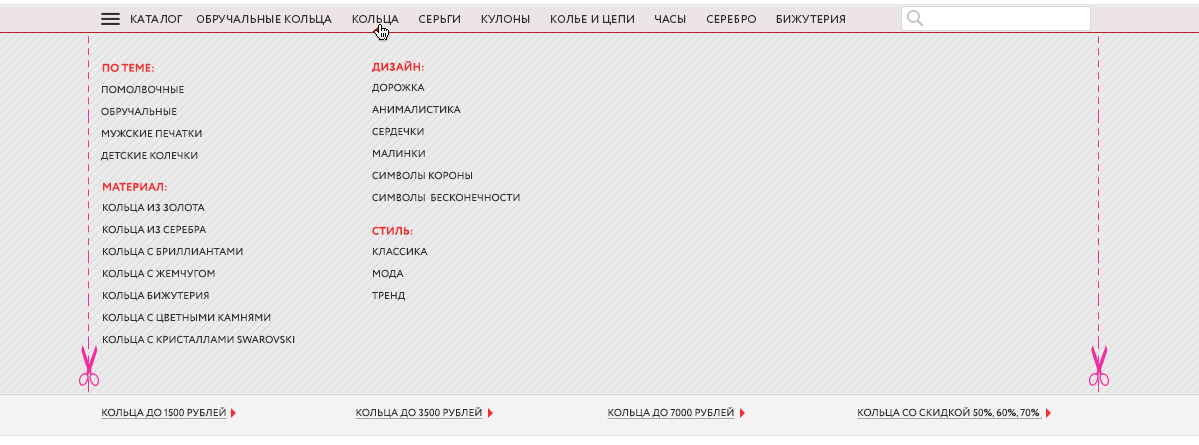 КАТАЛОГ ОБРУЧАЛЬНЫЕ КОЛЬЦА КОЛЬЦА СЕРЬГИ КУЛОНЫ КОЛЬЕ И ЦЕПИ ЧАСЫ СЕРЕБРО БИЖУТЕРИЯ
ПО ТЕМЕ:
ПОМОЛВОЧНЫЕ
ОБРУЧАЛЬНЫЕ
МУЖСКИЕ ПЕЧАТКИ
ДЕТСКИЕ КОЛЕЧКИ
МАТЕРИАЛ:
КОЛЬЦА ИЗ ЗОЛОТА
КОЛЬЦА ИЗ СЕРЕБРА
КОЛЬЦА С БРИЛЛИАНТАМИ
КОЛЬЦА С ЖЕМЧУГОМ
КОЛЬЦА БИЖУТЕРИЯ
КОЛЬЦА С ЦВЕТНЫМИ КАМНЯМИ
КОЛЬЦА С КРИСТАЛЛАМИ SWAROVSKI
ДИЗАЙН:
ДОРОЖКА
АНИМАЛИСТИКА
СЕРДЕЧКИ
МАЛИНКИ
СИМВОЛЫ КОРОНЫ
СИМВОЛЫ БЕСКОНЕЧНОСТИ
СТИЛЬ:
КЛАССИКА
МОДА
ТРЕНД
КОЛЬЦА ДО 1500 РУБЛЕЙ КОЛЬЦА ДО 3500 РУБЛЕЙ КОЛЬЦА ДО 7000 РУБЛЕЙ КОЛЬЦА СО СКИДКОЙ 50%, 60%, 70%